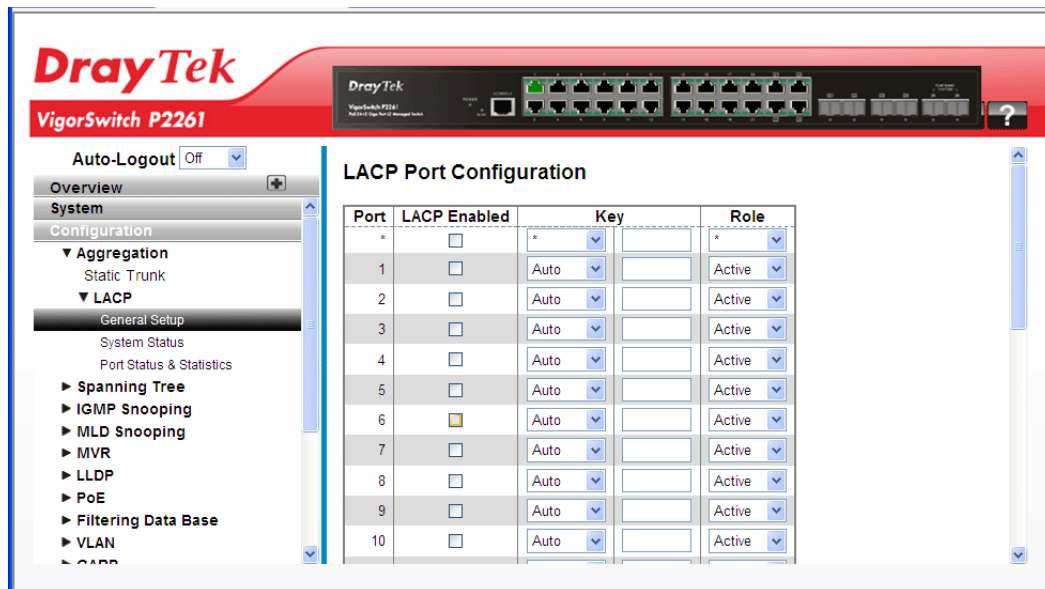 DrayTek
VigorSwitch P2261
DrayTek
VigorSwitch P2261
Auto-Logout Off
Overview
System
Configuration
▼ Aggregation
Static Trunk
▼ LACP
General Setup
System Status
Port Status & Statistics
► Spanning Tree
► IGMP Snooping
► MLD Snooping
► MVR
► LLDP
► PoE
► Filtering Data Base
► VLAN
?
LACP Port Configuration
Port LACP Enabled Key Role
* * *
1 Auto Active
2 Auto Active
3 Auto Active
4 Auto Active
5 Auto Active
6 Auto Active
7 Auto Active
8 Auto Active
9 Auto Active
10 Auto Active